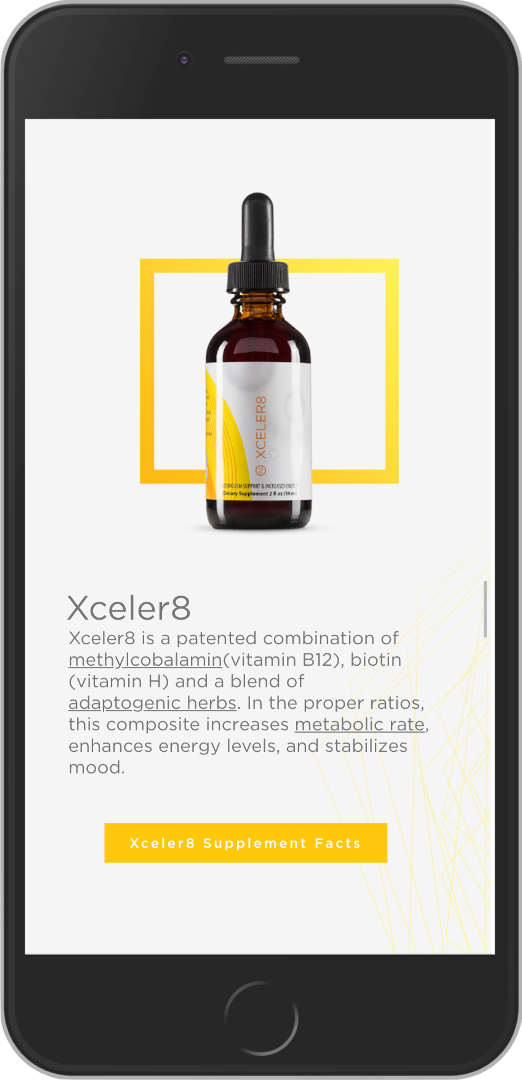 XCELER8
METABOLISM SUPPORT & INCREASED ENERGY
Dietary Supplement 2 fl oz (59 ml)
Xceler8
Xceler8 is a patented combination of
methylcobalamin(vitamin B12), biotin
(vitamin H) and a blend of
adaptogenic herbs. In the proper ratios,
this composite increases metabolic rate,
enhances energy levels, and stabilizes
mood.
Xceler8 Supplement Facts